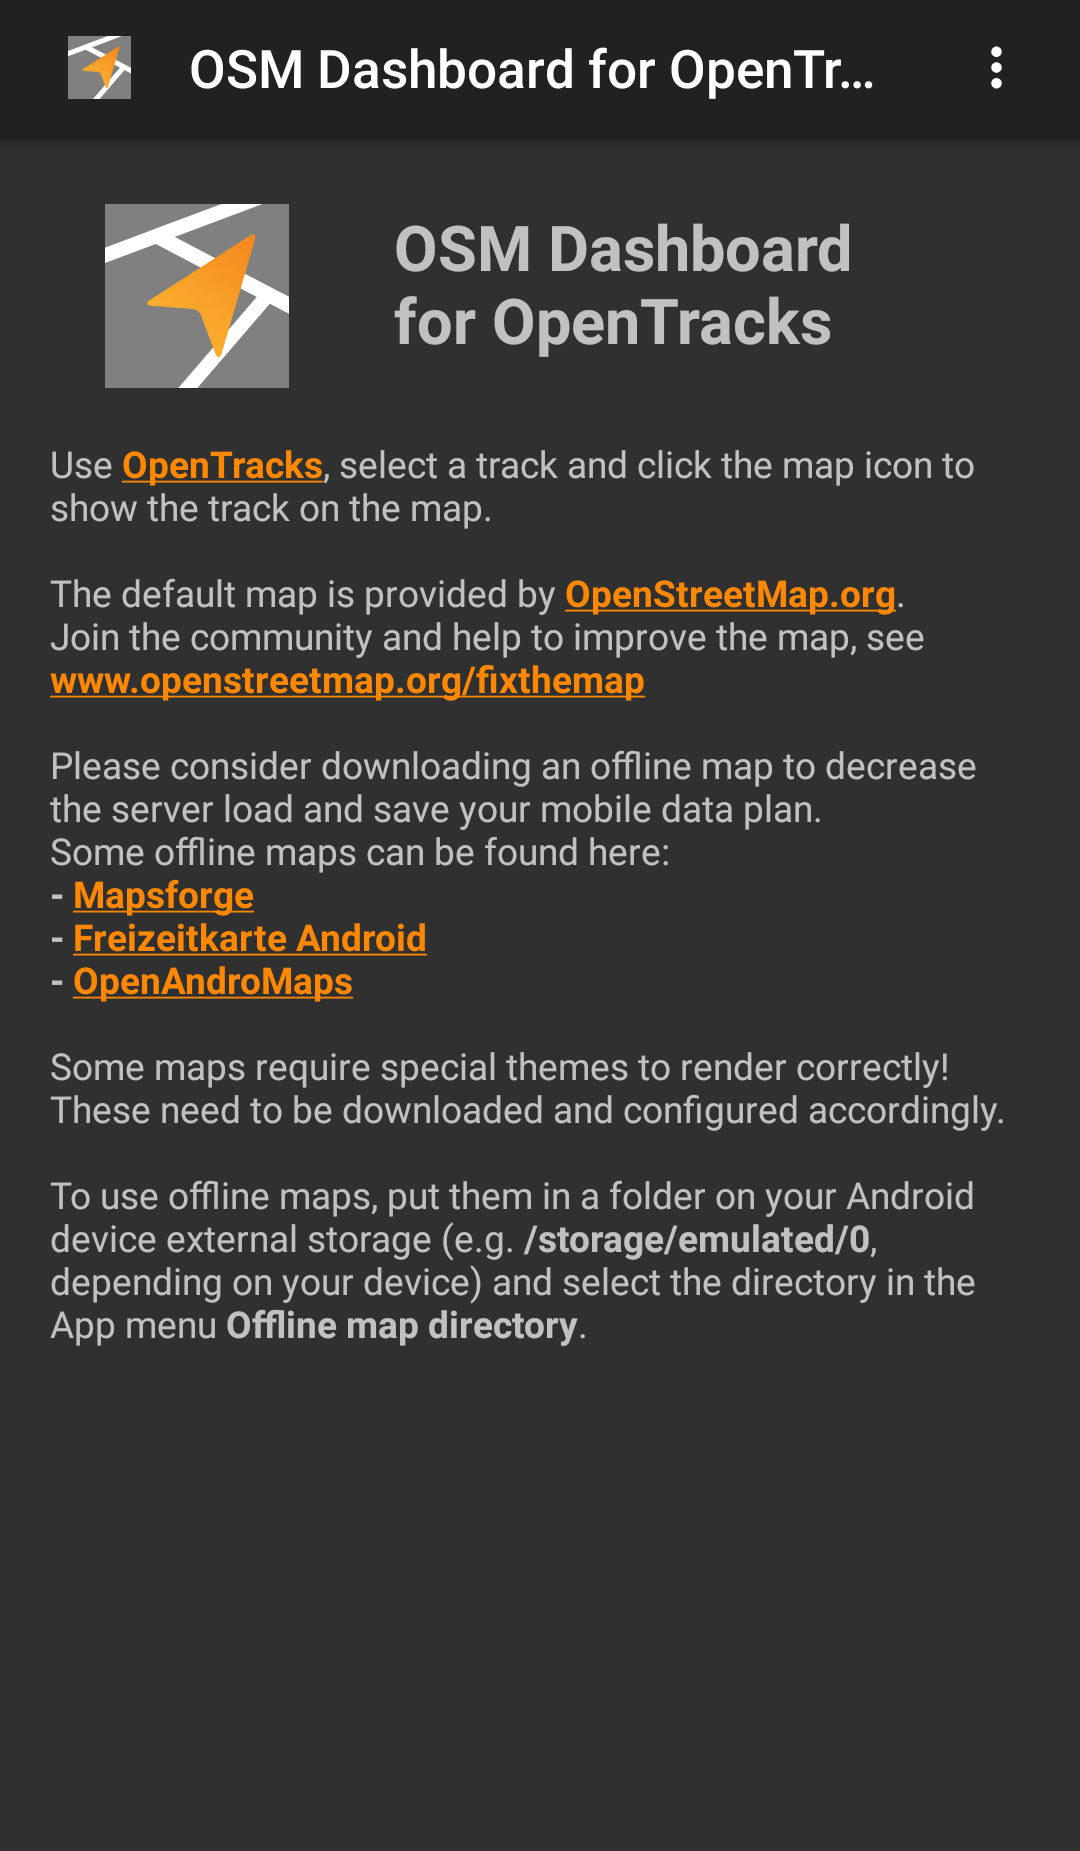 OSM Dashboard for OpenTr...
OSM Dashboard
for OpenTracks
Use OpenTracks, select a track and click the map icon to
show the track on the map.
The default map is provided by OpenStreetMap.org.
Join the community and help to improve the map, see
www.openstreetmap.org/fixthemap
Please consider downloading an offline map to decrease
the server load and save your mobile data plan.
Some offline maps can be found here:
- Mapsforge
- Freizeitkarte Android
- OpenAndroMaps
Some maps require special themes to render correctly!
These need to be downloaded and configured accordingly.
To use offline maps, put them in a folder on your Android
device external storage (e.g. /storage/emulated/0,
depending on your device) and select the directory in the
App menu Offline map directory.